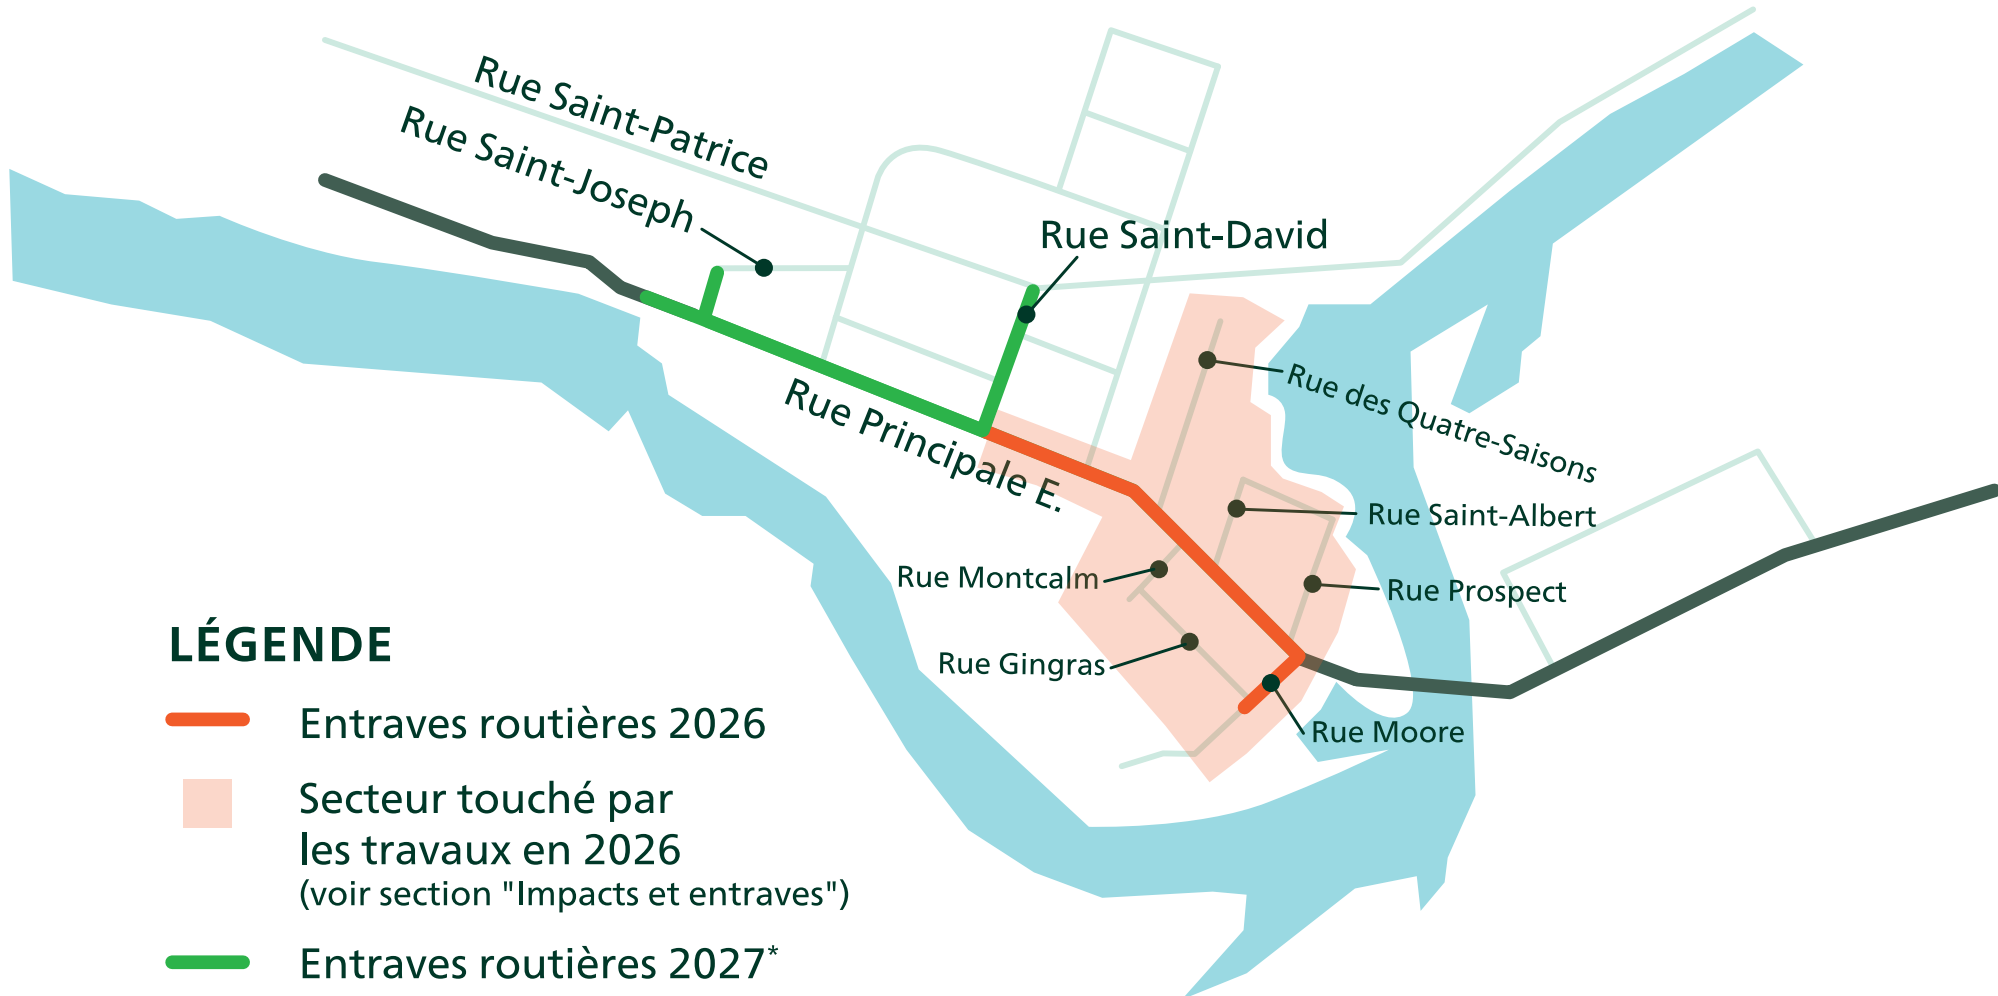 Rue Saint-Patrice
Rue Saint-Joseph
Rue Saint-David
Rue des Quatre-Saisons
Rue Principale E.
Rue Saint-Albert
Rue Montcalm
Rue Prospect
Rue Gingras
Rue Moore
LÉGENDE
Entraves routières 2026
Secteur touché par
les travaux en 2026
(voir section "Impacts et entraves")
Entraves routières 2027*